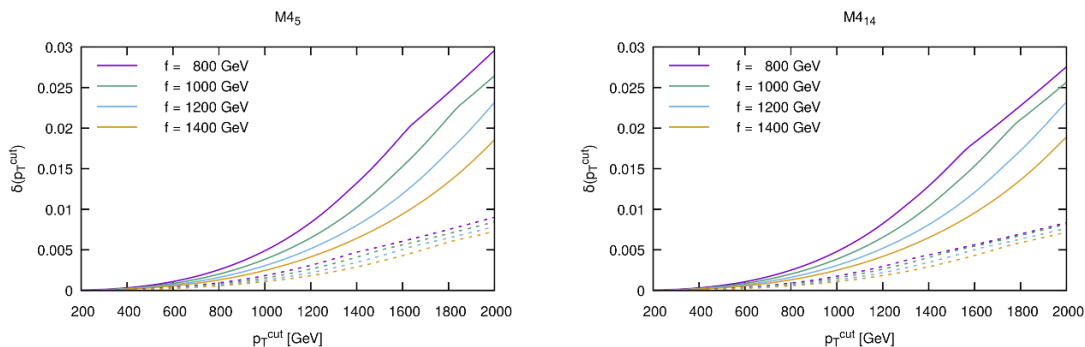 M4₅
0.03
0.025
0.02
0.015
0.01
0.005
0
δ(p_T^cut)
f = 800 GeV
f = 1000 GeV
f = 1200 GeV
f = 1400 GeV
200 400 600 800 1000 1200 1400 1600 1800 2000
p_T^cut [GeV]
M4₁₄
0.03
0.025
0.02
0.015
0.01
0.005
0
δ(p_T^cut)
f = 800 GeV
f = 1000 GeV
f = 1200 GeV
f = 1400 GeV
200 400 600 800 1000 1200 1400 1600 1800 2000
p_T^cut [GeV]